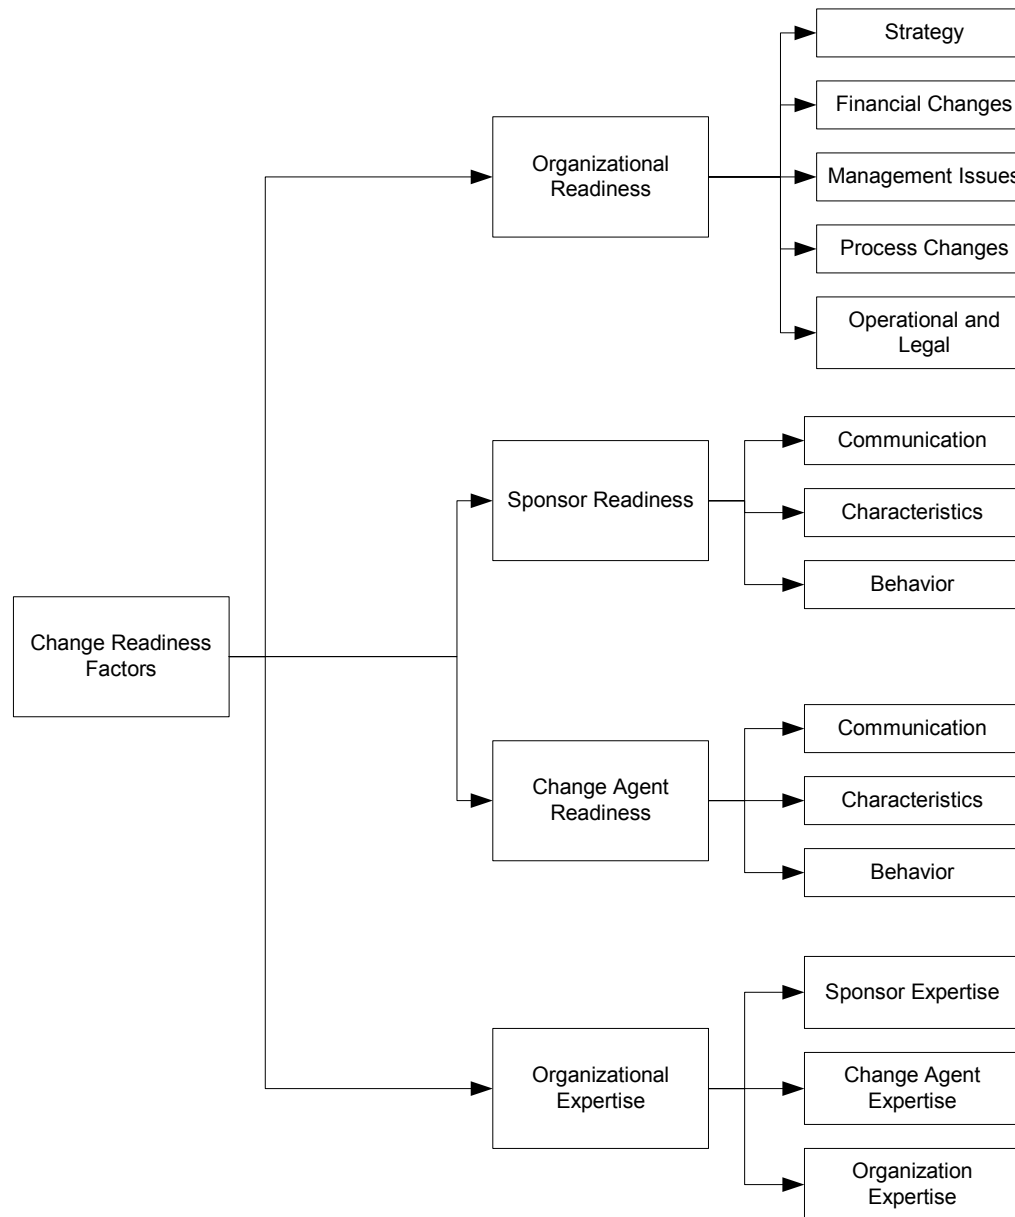 Strategy
Financial Changes
Organizational
Readiness
Management Issues
Process Changes
Operational and
Legal
Communication
Sponsor Readiness
Characteristics
Behavior
Change Readiness
Factors
Communication
Change Agent
Readiness
Characteristics
Behavior
Sponsor Expertise
Organizational
Expertise
Change Agent
Expertise
Organization
Expertise